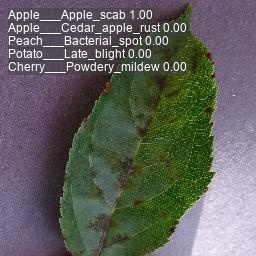 Apple___Apple_scab 1.00
Apple___Cedar_apple_rust 0.00
Peach___Bacterial_spot 0.00
Potato___Late_blight 0.00
Cherry___Powdery_mildew 0.00